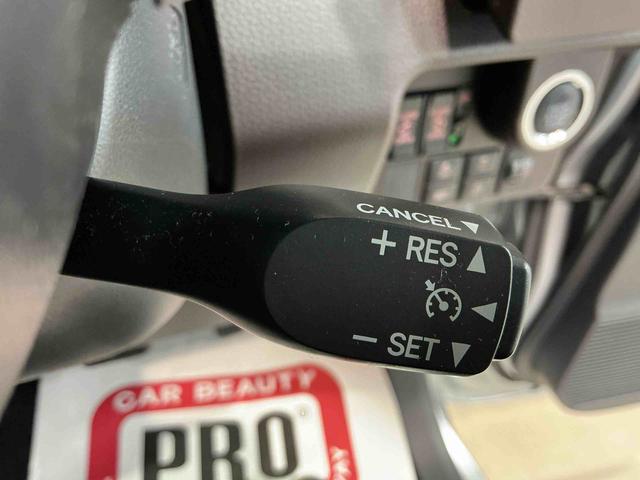 CANCEL▼
+ RES ▲
◀
− SET ▼
CAR BEAUTY
PRO